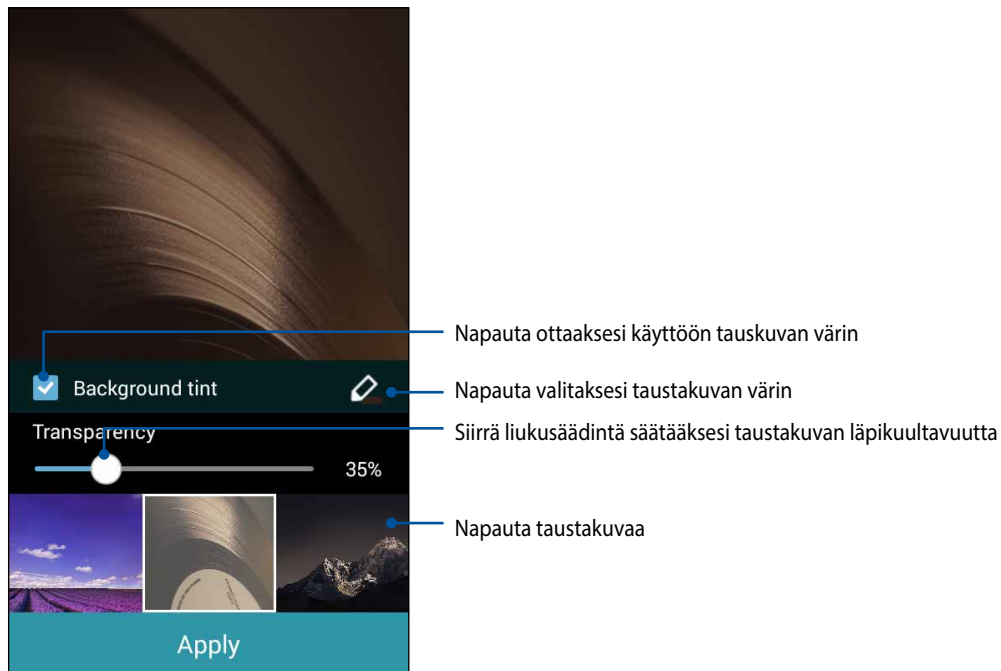 Napauta ottaaksesi käyttöön tauskuvan värin
Background tint
Napauta valitaksesi taustakuvan värin
Transparency
Siirrä liukusäädintä säätääksesi taustakuvan läpikuultavuutta
35%
Napauta taustakuvaa
Apply